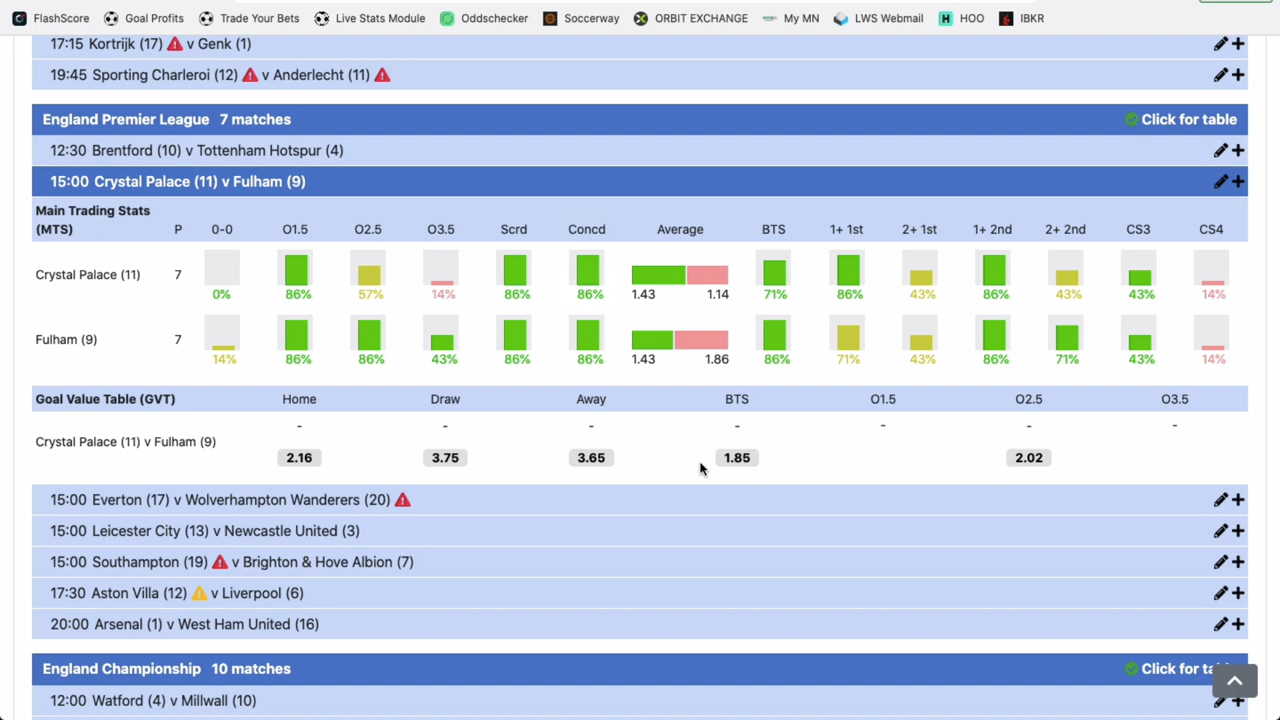 FlashScore Goal Profits Trade Your Bets Live Stats Module Oddschecker Soccerway ORBIT EXCHANGE My MN LWS Webmail HOO IBKR
17:15 Kortrijk (17) v Genk (1)
19:45 Sporting Charleroi (12) v Anderlecht (11)
England Premier League 7 matches Click for table
12:30 Brentford (10) v Tottenham Hotspur (4)
15:00 Crystal Palace (11) v Fulham (9)
Main Trading Stats
(MTS) P 0-0 O1.5 O2.5 O3.5 Scrd Concd Average BTS 1+ 1st 2+ 1st 1+ 2nd 2+ 2nd CS3 CS4
Crystal Palace (11) 7
0% 86% 57% 14% 86% 86% 1.43 1.14 71% 86% 43% 86% 43% 43% 14%
Fulham (9) 7
14% 86% 86% 43% 86% 86% 1.43 1.86 86% 71% 43% 86% 71% 43% 14%
Goal Value Table (GVT) Home Draw Away BTS O1.5 O2.5 O3.5
- - - - - - -
Crystal Palace (11) v Fulham (9)
2.16 3.75 3.65 1.85 2.02
15:00 Everton (17) v Wolverhampton Wanderers (20)
15:00 Leicester City (13) v Newcastle United (3)
15:00 Southampton (19) v Brighton & Hove Albion (7)
17:30 Aston Villa (12) v Liverpool (6)
20:00 Arsenal (1) v West Ham United (16)
England Championship 10 matches Click for
12:00 Watford (4) v Millwall (10)